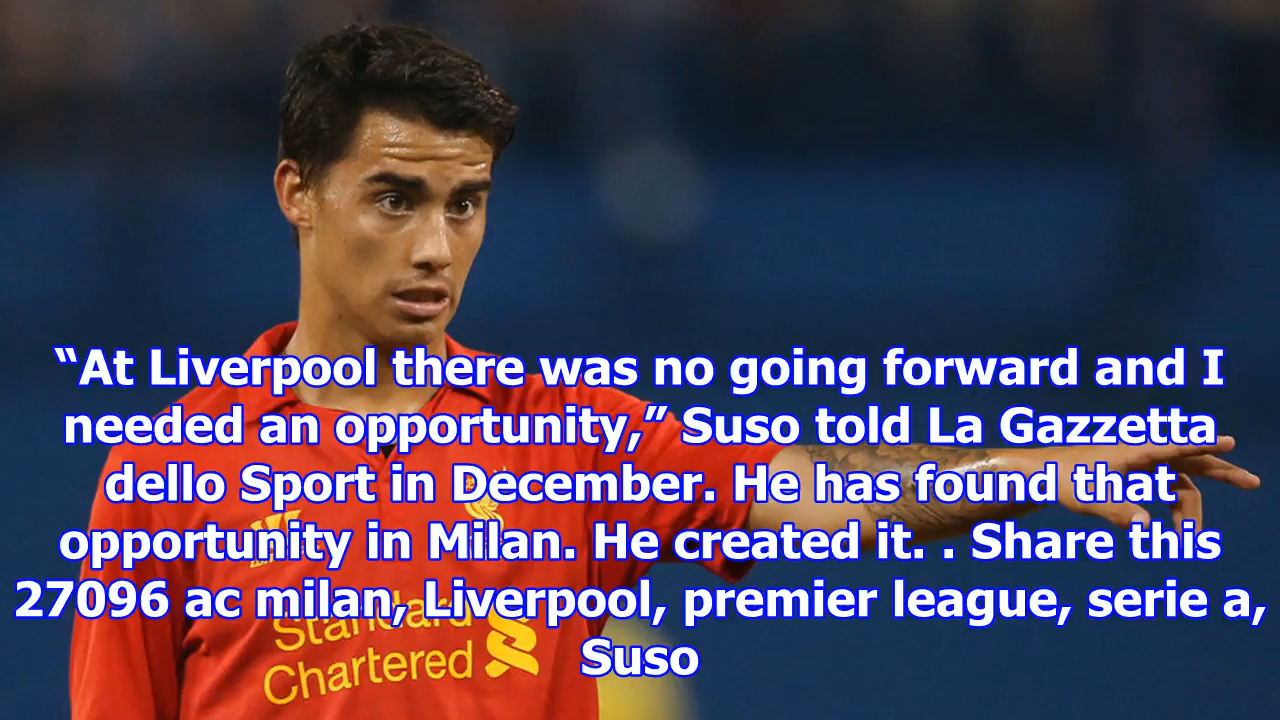 “At Liverpool there was no going forward and I
needed an opportunity,” Suso told La Gazzetta
dello Sport in December. He has found that
opportunity in Milan. He created it. . Share this
27096 ac milan, Liverpool, premier league, serie a,
Suso
Standard
Chartered